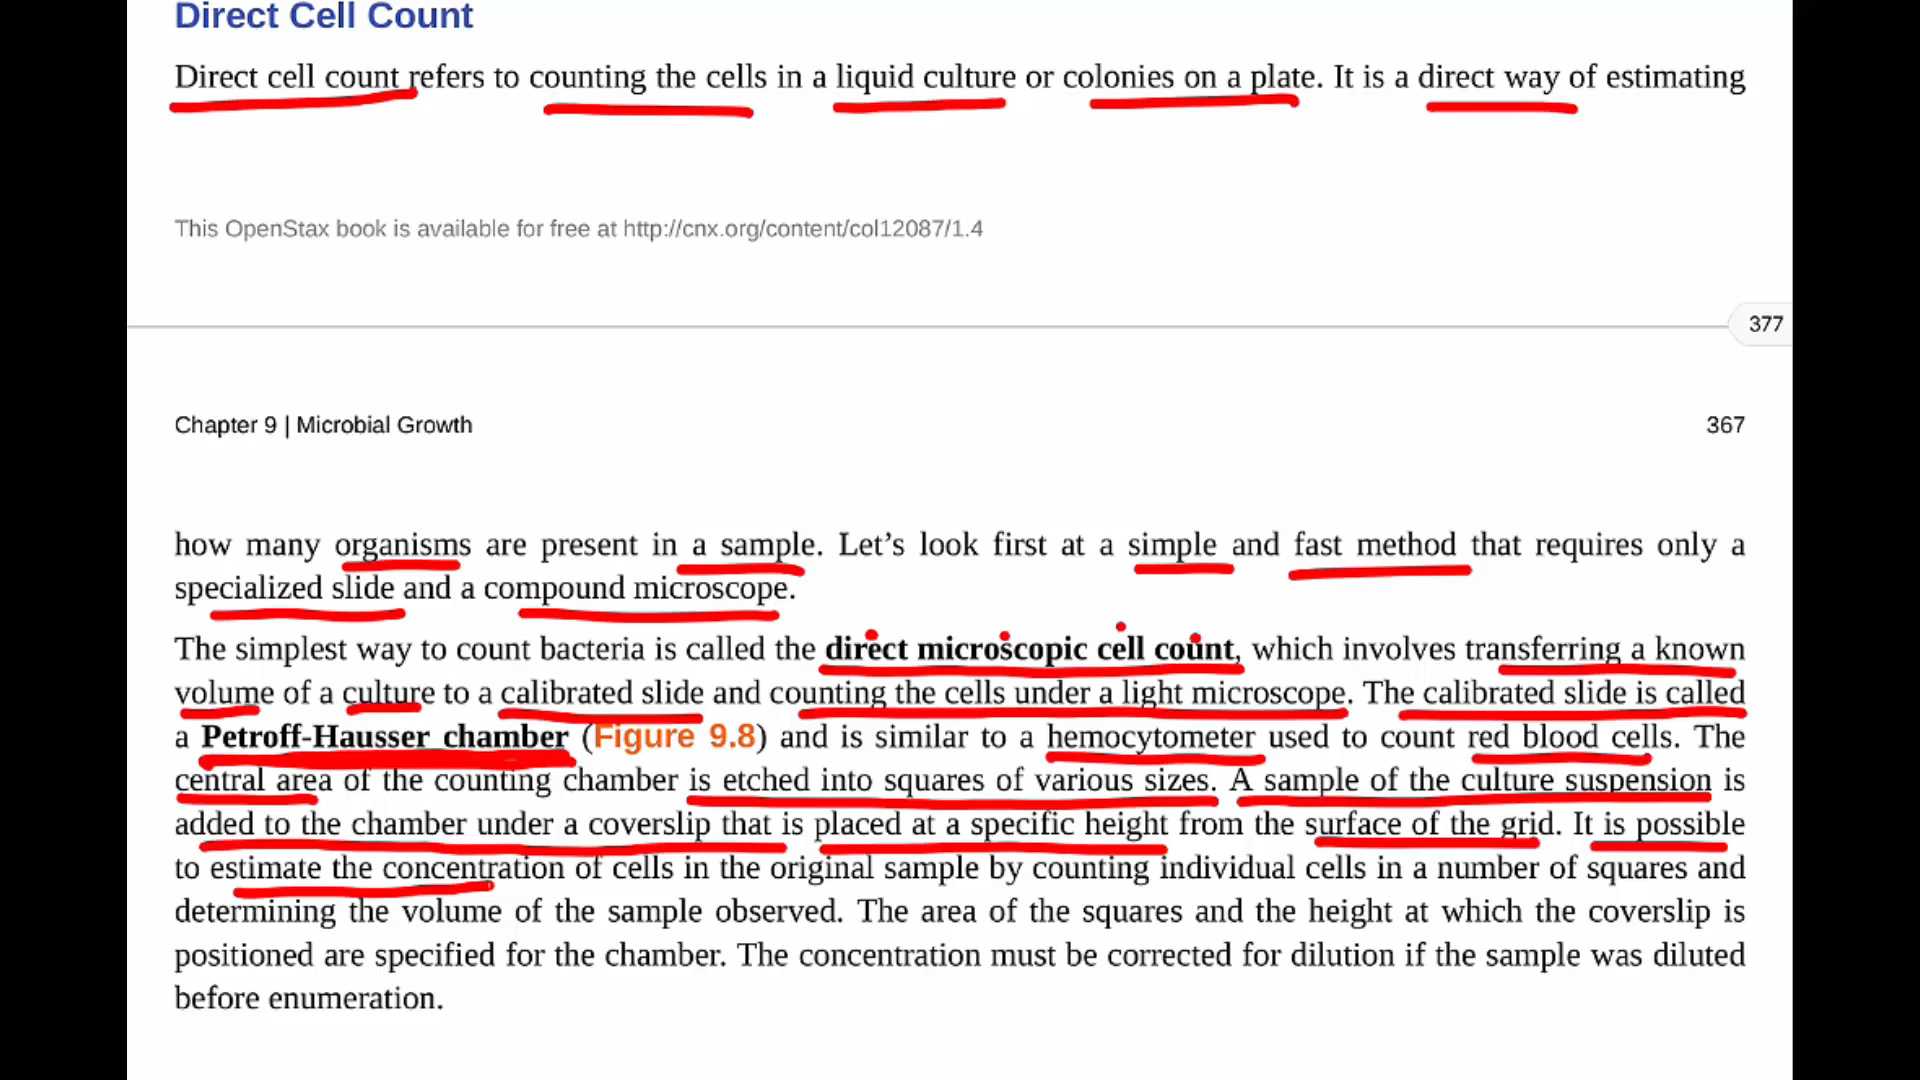 Direct Cell Count
Direct cell count refers to counting the cells in a liquid culture or colonies on a plate. It is a direct way of estimating
This OpenStax book is available for free at http://cnx.org/content/col12087/1.4
377
Chapter 9 | Microbial Growth 367
how many organisms are present in a sample. Let’s look first at a simple and fast method that requires only a
specialized slide and a compound microscope.
The simplest way to count bacteria is called the direct microscopic cell count, which involves transferring a known
volume of a culture to a calibrated slide and counting the cells under a light microscope. The calibrated slide is called
a Petroff-Hausser chamber (Figure 9.8) and is similar to a hemocytometer used to count red blood cells. The
central area of the counting chamber is etched into squares of various sizes. A sample of the culture suspension is
added to the chamber under a coverslip that is placed at a specific height from the surface of the grid. It is possible
to estimate the concentration of cells in the original sample by counting individual cells in a number of squares and
determining the volume of the sample observed. The area of the squares and the height at which the coverslip is
positioned are specified for the chamber. The concentration must be corrected for dilution if the sample was diluted
before enumeration.